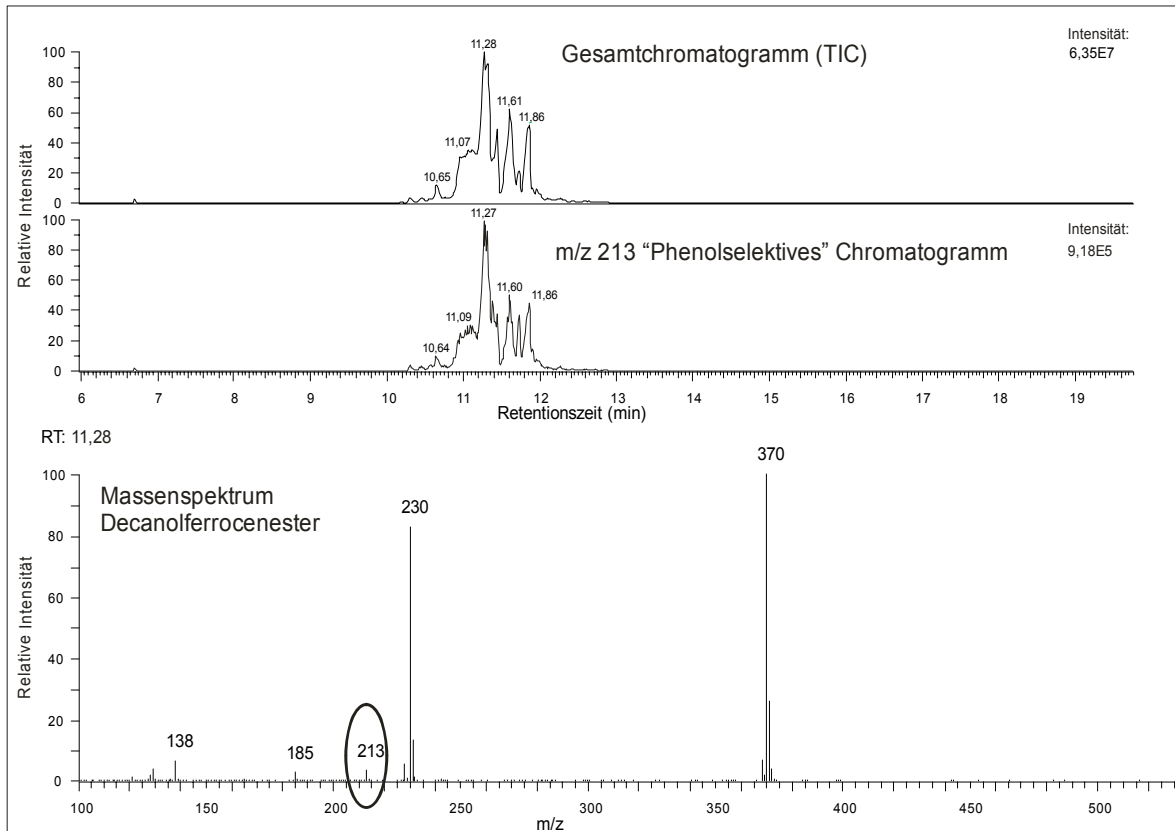 Gesamtchromatogramm (TIC)
Intensität:
6,35E7
Relative Intensität
100
80
60
40
20
0
10,65
11,07
11,28
11,61
11,86
m/z 213 “Phenolselektives” Chromatogramm
Intensität:
9,18E5
Relative Intensität
100
80
60
40
20
0
10,64
11,09
11,27
11,60
11,86
6 7 8 9 10 11 12 13 14 15 16 17 18 19
Retentionszeit (min)
RT: 11,28
Massenspektrum
Decanolferrocenester
Relative Intensität
100
80
60
40
20
0
138
185
213
230
370
100 150 200 250 300 350 400 450 500
m/z